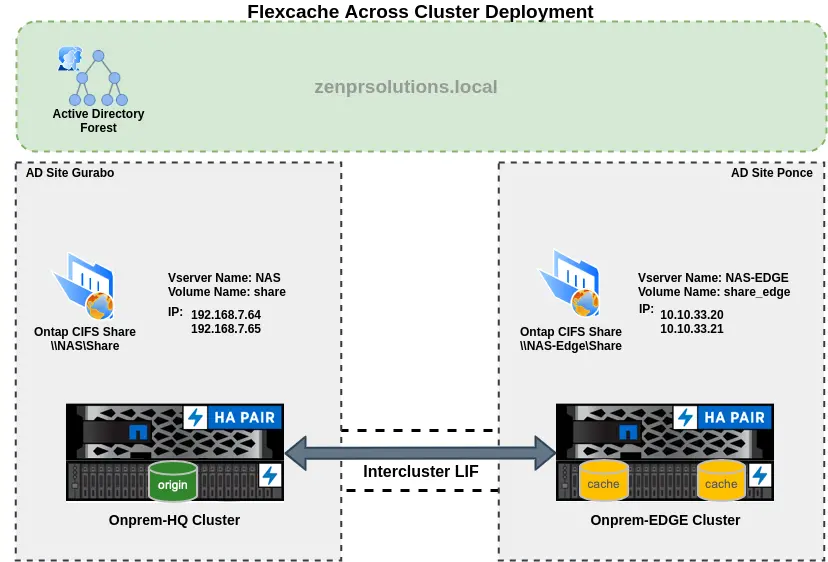 Flexcache Across Cluster Deployment
zenprsolutions.local
Active Directory
Forest
AD Site Gurabo
Vserver Name: NAS
Volume Name: share
IP:
192.168.7.64
192.168.7.65
Ontap CIFS Share
\\NAS\Share
HA PAIR
origin
Onprem-HQ Cluster
Intercluster LIF
AD Site Ponce
Vserver Name: NAS-EDGE
Volume Name: share_edge
IP:
10.10.33.20
10.10.33.21
Ontap CIFS Share
\\NAS-Edge\Share
HA PAIR
cache
cache
Onprem-EDGE Cluster